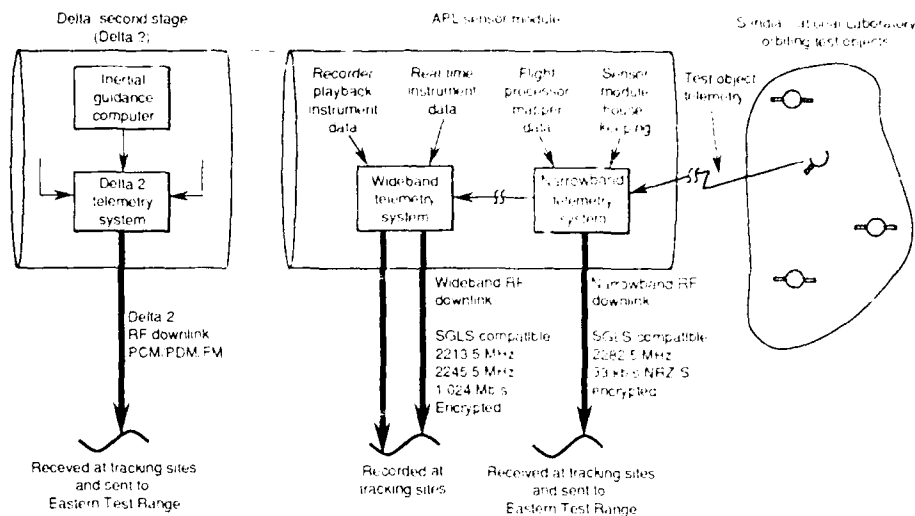 Delta second stage
(Delta ?)
Inertial
guidance
computer
Delta 2
telemetry
system
Delta 2
RF downlink
PCM/PDM/FM
Receved at tracking sites
and sent to
Eastern Test Range
APL sensor module
Recorder
playback
instrument
data
Real time
instrument
data
Flight
processor
mapper
data
Sensor
module
house
keeping
Wideband
telemetry
system
Narrowband
telemetry
system
Wideband RF
downlink
SGLS compatible
2213.5 MHz
2245.5 MHz
1.024 Mb s
Encrypted
Narrowband RF
downlink
SGLS compatible
2282.5 MHz
33 kb s NRZ S
encrypted
Recorded at
tracking sites
Received at tracking sites
and sent to
Eastern Test Range
Laboratory
orbiting test objects
Test object
telemetry